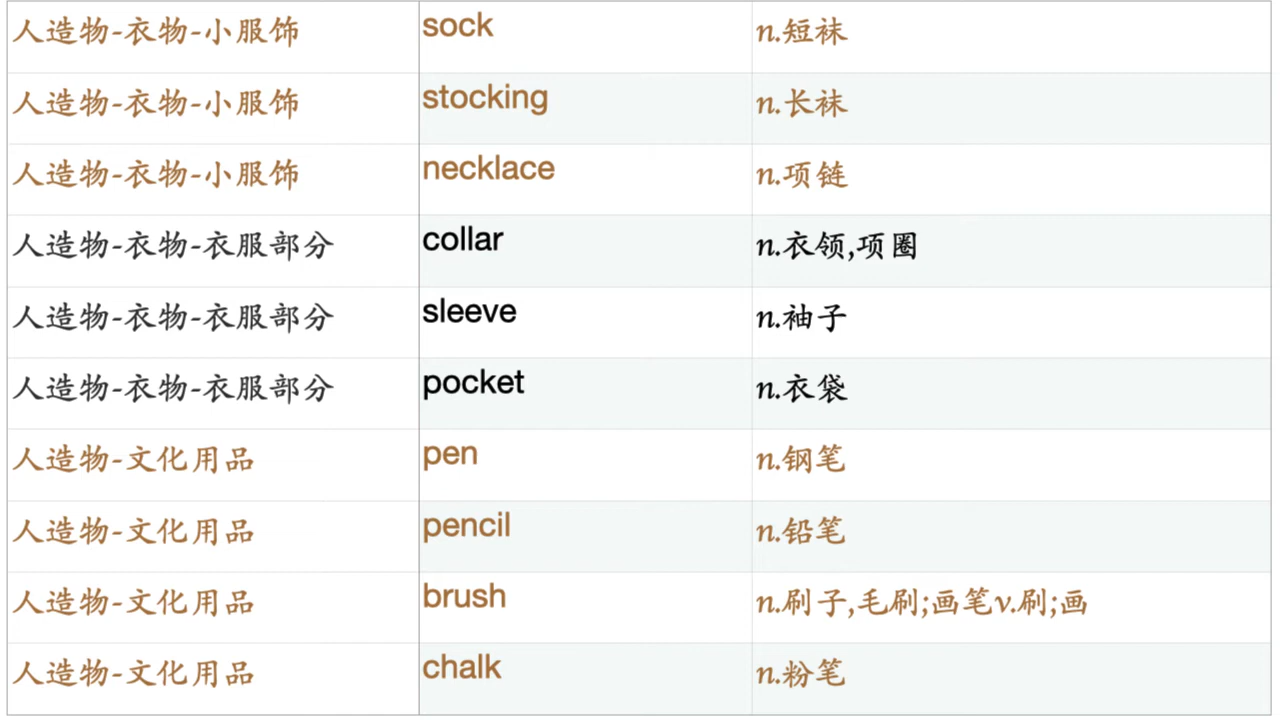 人造物-衣物-小服饰 sock n.短袜
人造物-衣物-小服饰 stocking n.长袜
人造物-衣物-小服饰 necklace n.项链
人造物-衣物-衣服部分 collar n.衣领,项圈
人造物-衣物-衣服部分 sleeve n.袖子
人造物-衣物-衣服部分 pocket n.衣袋
人造物-文化用品 pen n.钢笔
人造物-文化用品 pencil n.铅笔
人造物-文化用品 brush n.刷子,毛刷;画笔v.刷;画
人造物-文化用品 chalk n.粉笔